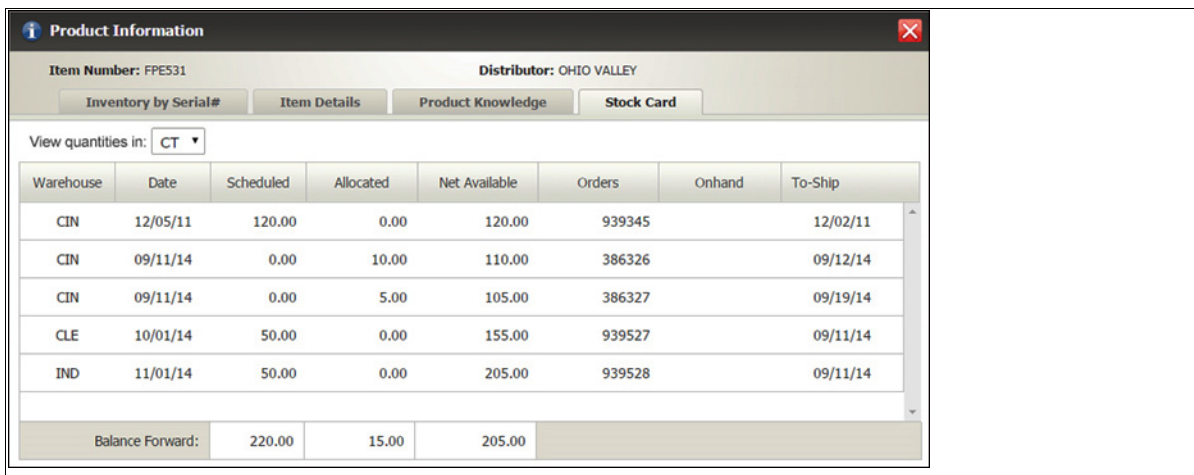 Product Information
Item Number: FPE531 Distributor: OHIO VALLEY
Inventory by Serial# Item Details Product Knowledge Stock Card
View quantities in: CT
Warehouse Date Scheduled Allocated Net Available Orders Onhand To-Ship
CIN 12/05/11 120.00 0.00 120.00 939345 12/02/11
CIN 09/11/14 0.00 10.00 110.00 386326 09/12/14
CIN 09/11/14 0.00 5.00 105.00 386327 09/19/14
CLE 10/01/14 50.00 0.00 155.00 939527 09/11/14
IND 11/01/14 50.00 0.00 205.00 939528 09/11/14
Balance Forward: 220.00 15.00 205.00